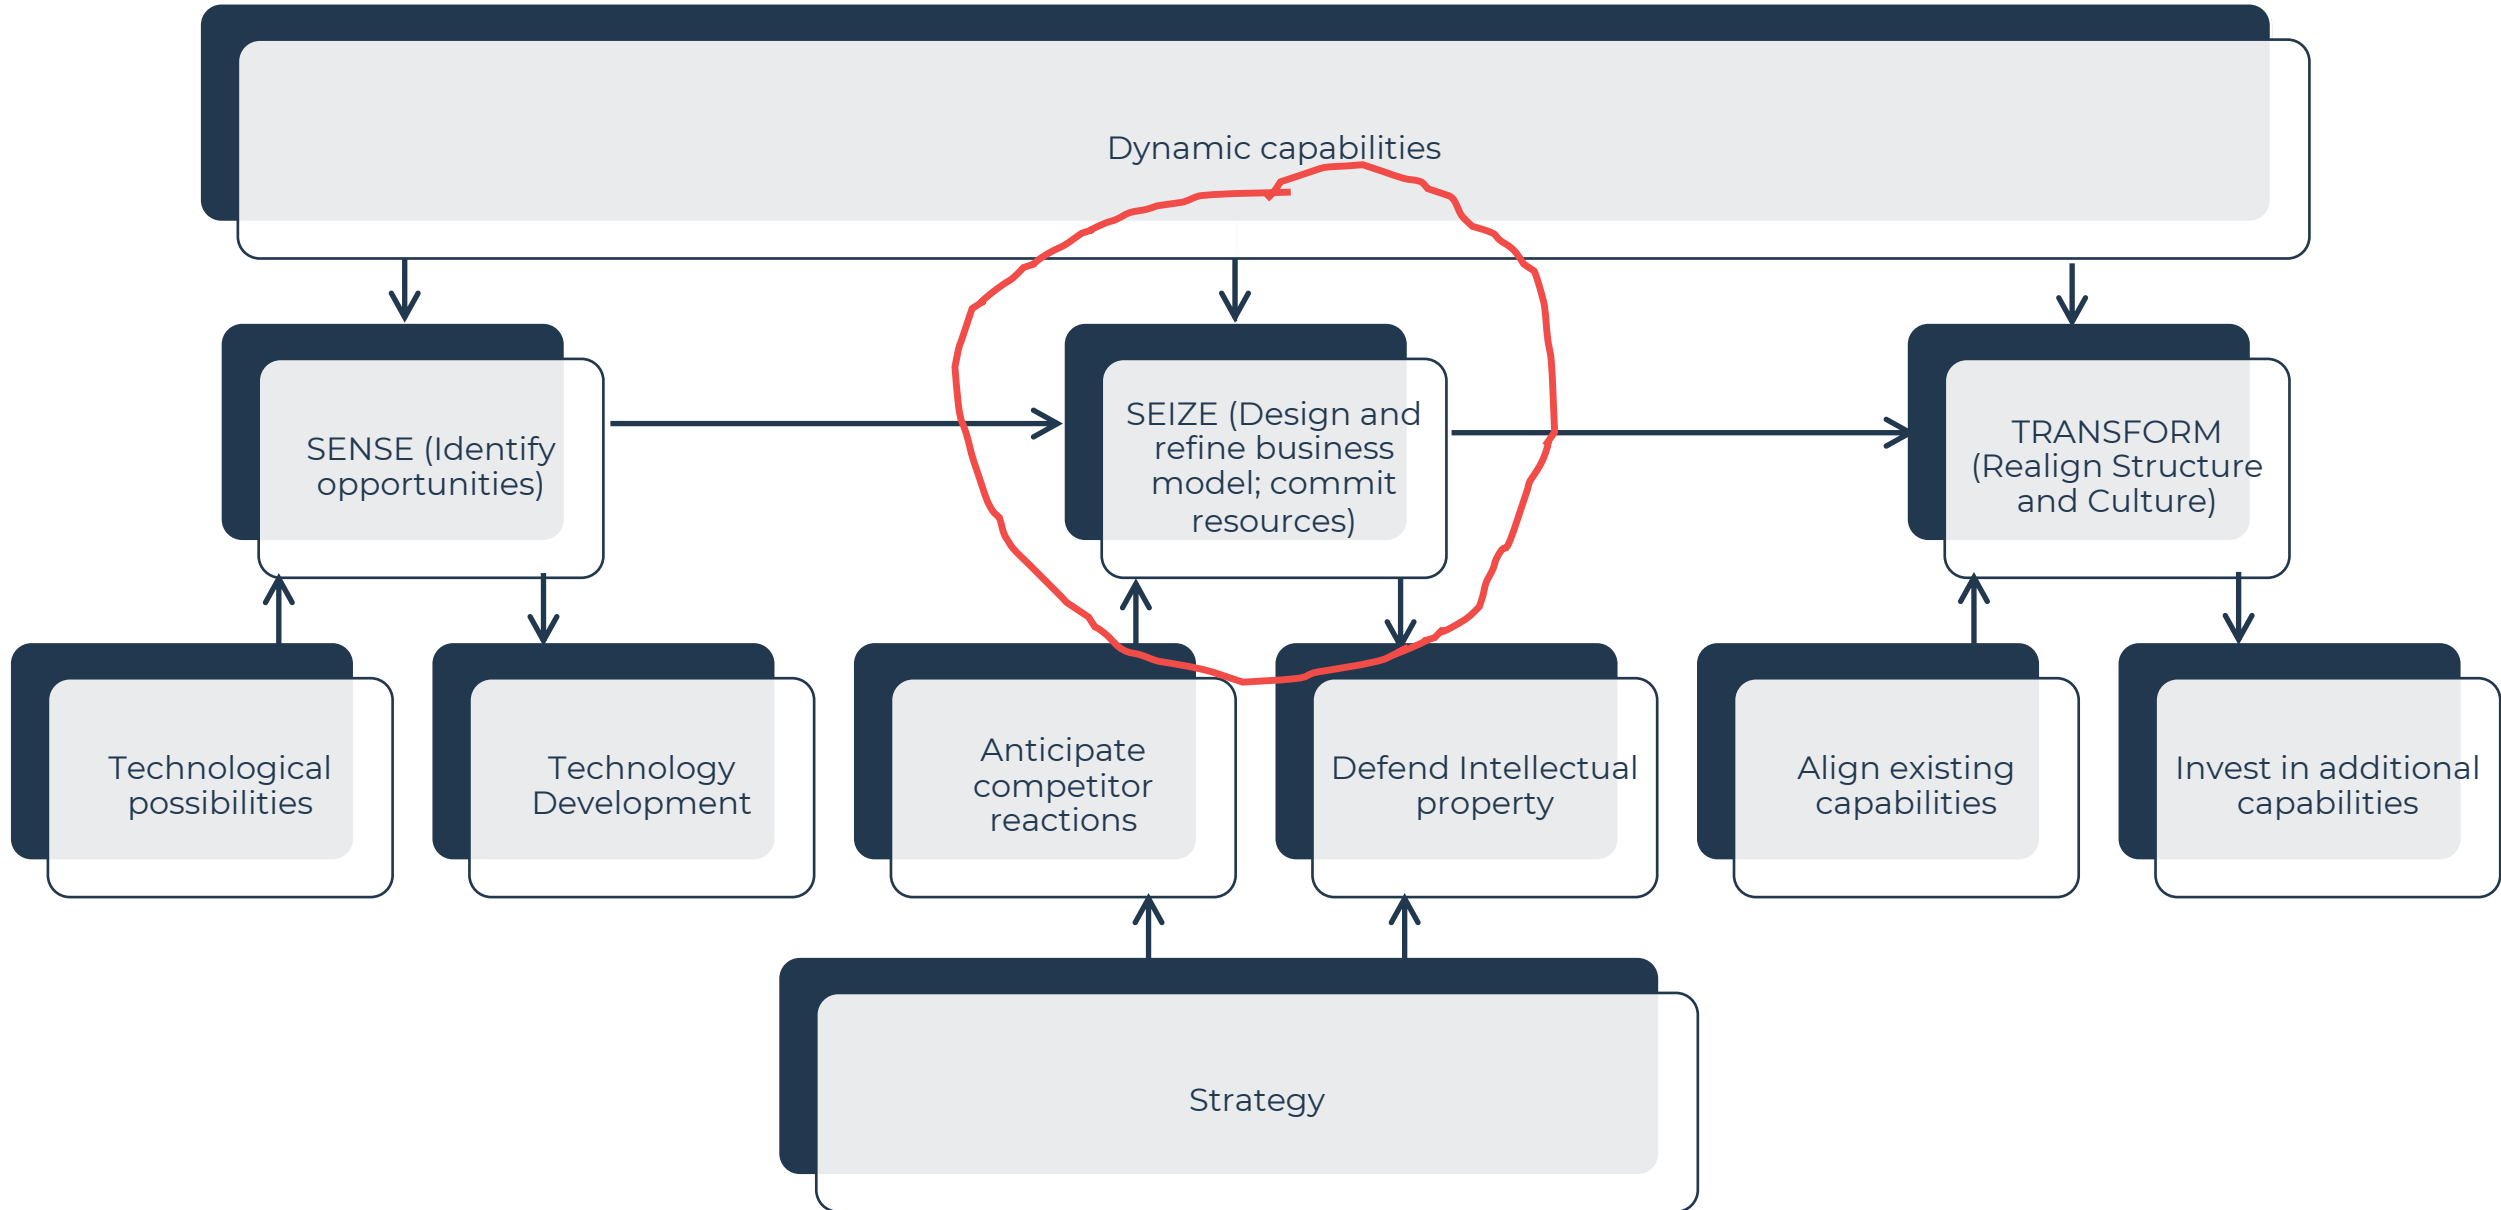 Dynamic capabilities
SENSE (Identify
opportunities)
SEIZE (Design and
refine business
model; commit
resources)
TRANSFORM
(Realign Structure
and Culture)
Technological
possibilities
Technology
Development
Anticipate
competitor
reactions
Defend Intellectual
property
Align existing
capabilities
Invest in additional
capabilities
Strategy